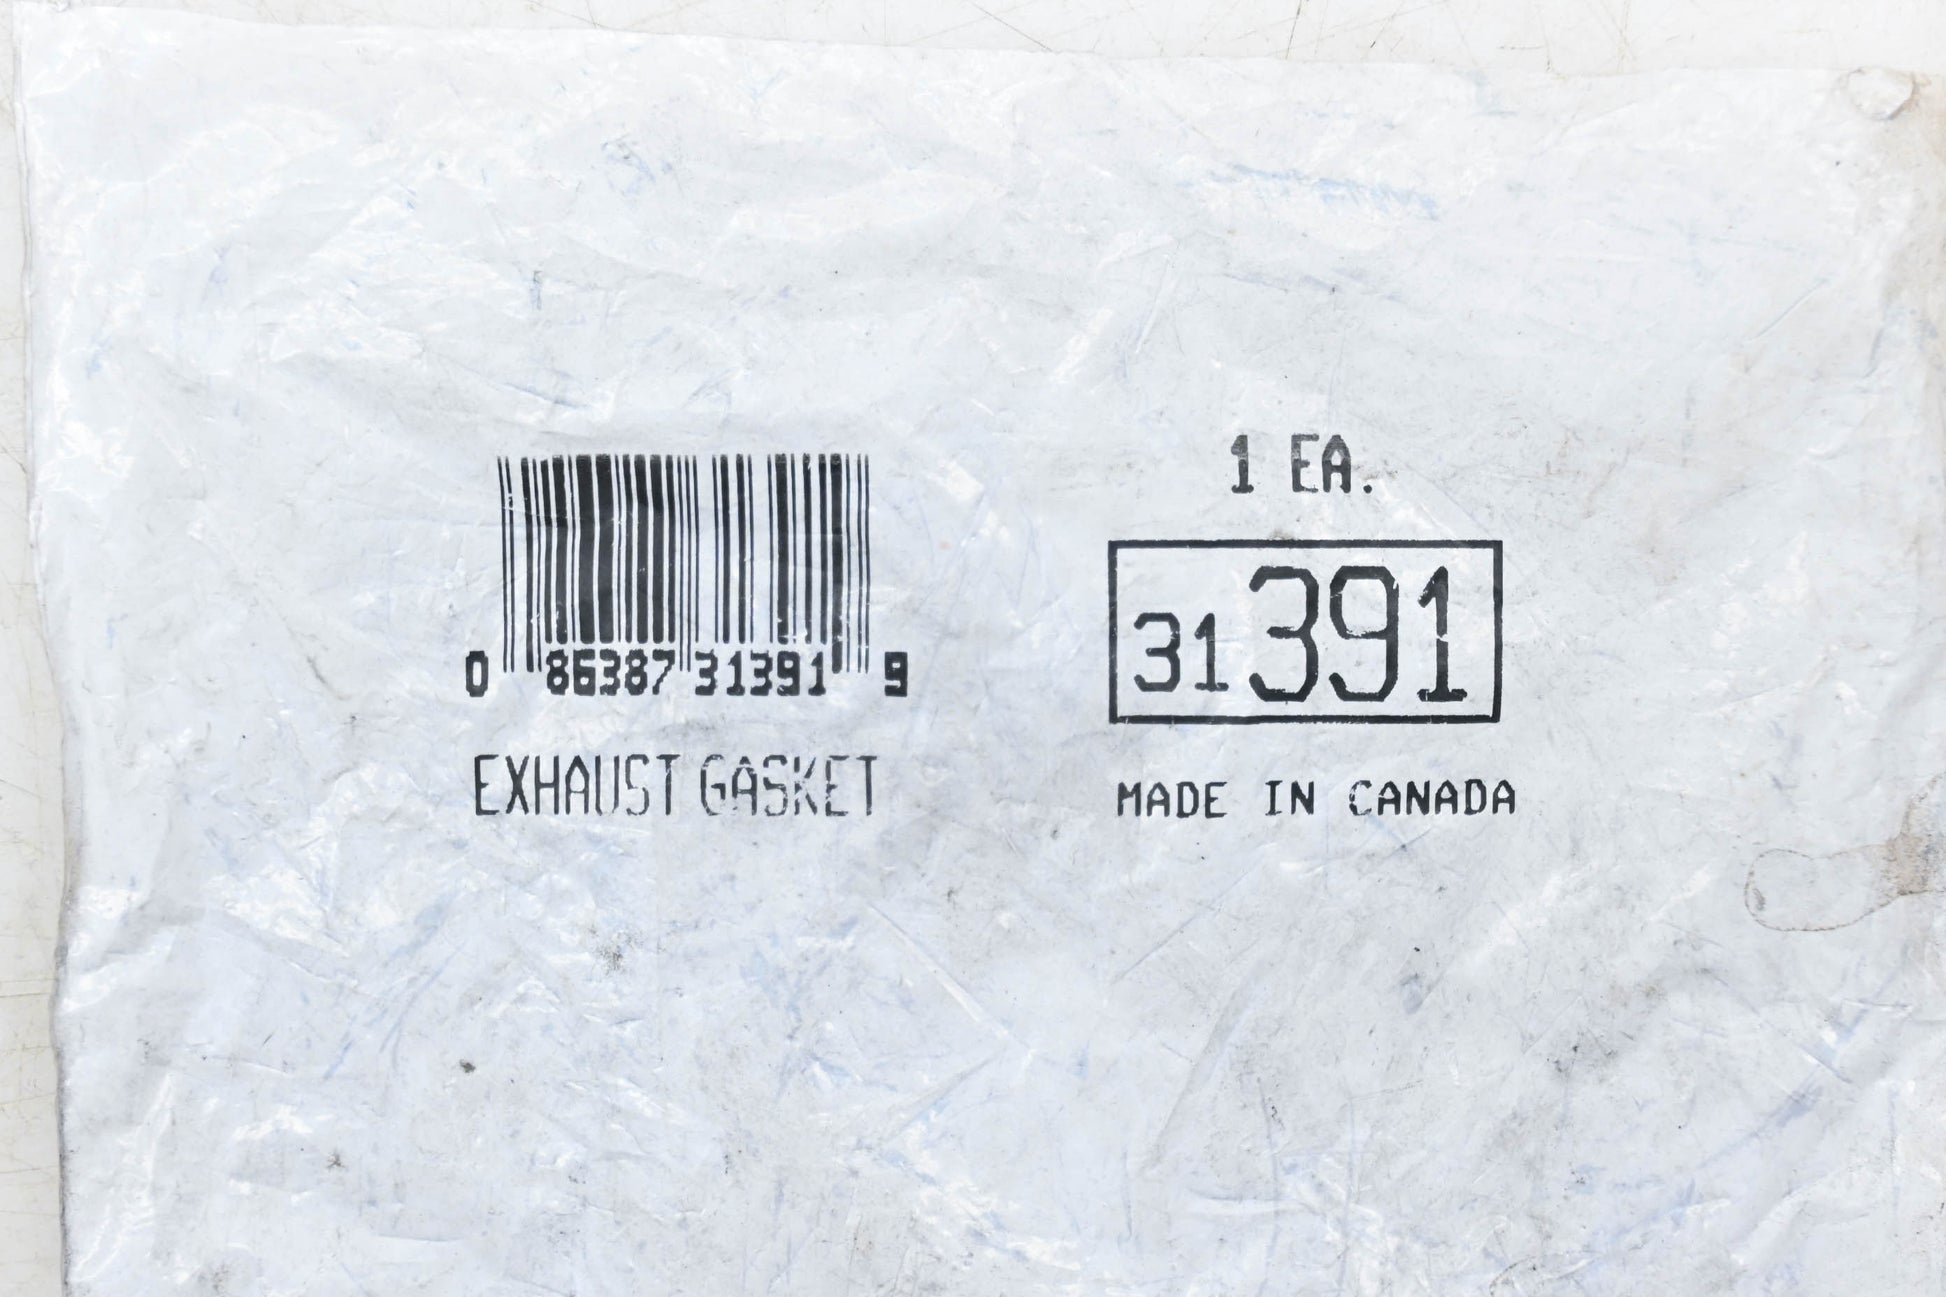 0 86387 31391 9
EXHAUST GASKET
1 EA.
31391
MADE IN CANADA